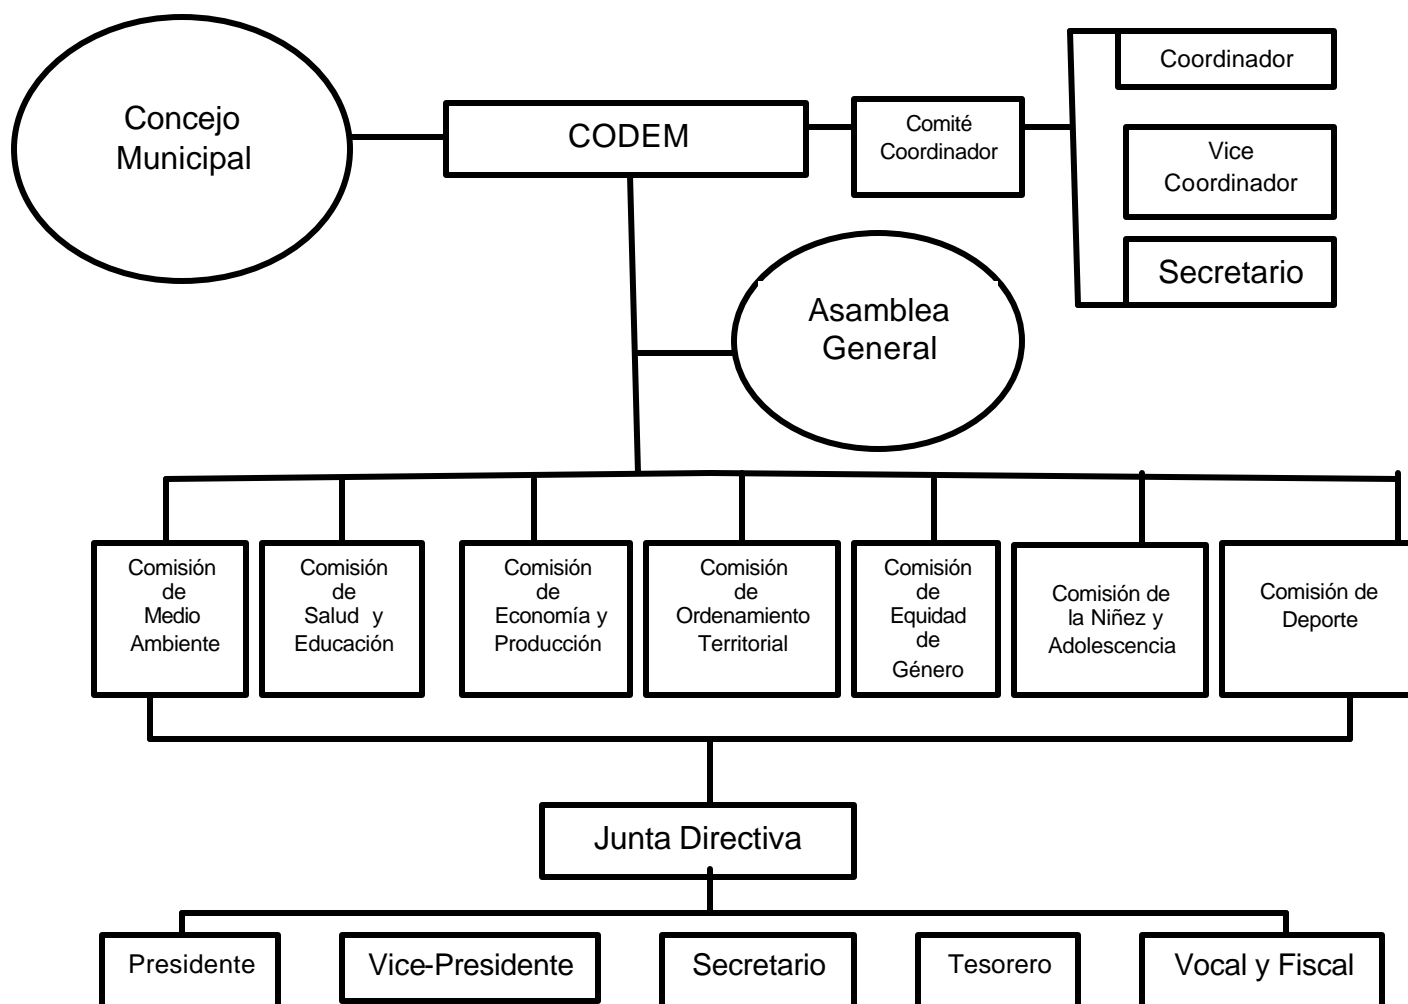 Concejo
Municipal
CODEM
Comité
Coordinador
Coordinador
Vice
Coordinador
Secretario
Asamblea
General
Comisión
de
Medio
Ambiente
Comisión
de
Salud y
Educación
Comisión
de
Economía y
Producción
Comisión
de
Ordenamiento
Territorial
Comisión
de
Equidad
de
Género
Comisión de
la Niñez y
Adolescencia
Comisión de
Deporte
Junta Directiva
Presidente
Vice-Presidente
Secretario
Tesorero
Vocal y Fiscal